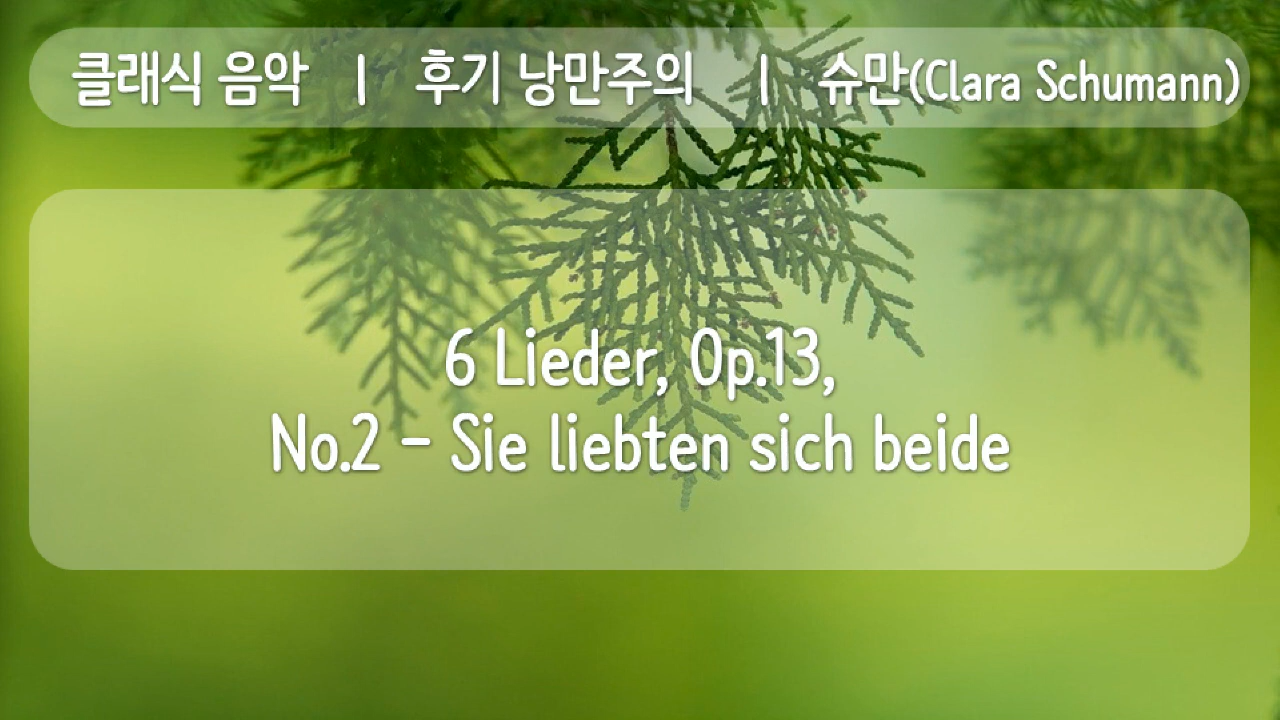 클래식 음악 | 후기 낭만주의 | 슈만(Clara Schumann)
6 Lieder, Op.13,
No.2 - Sie liebten sich beide